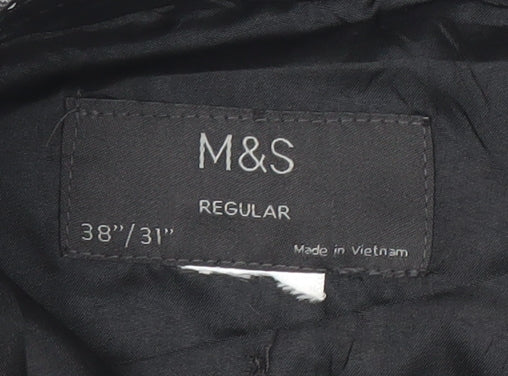 M&S
REGULAR
38”/31”
Made in Vietnam